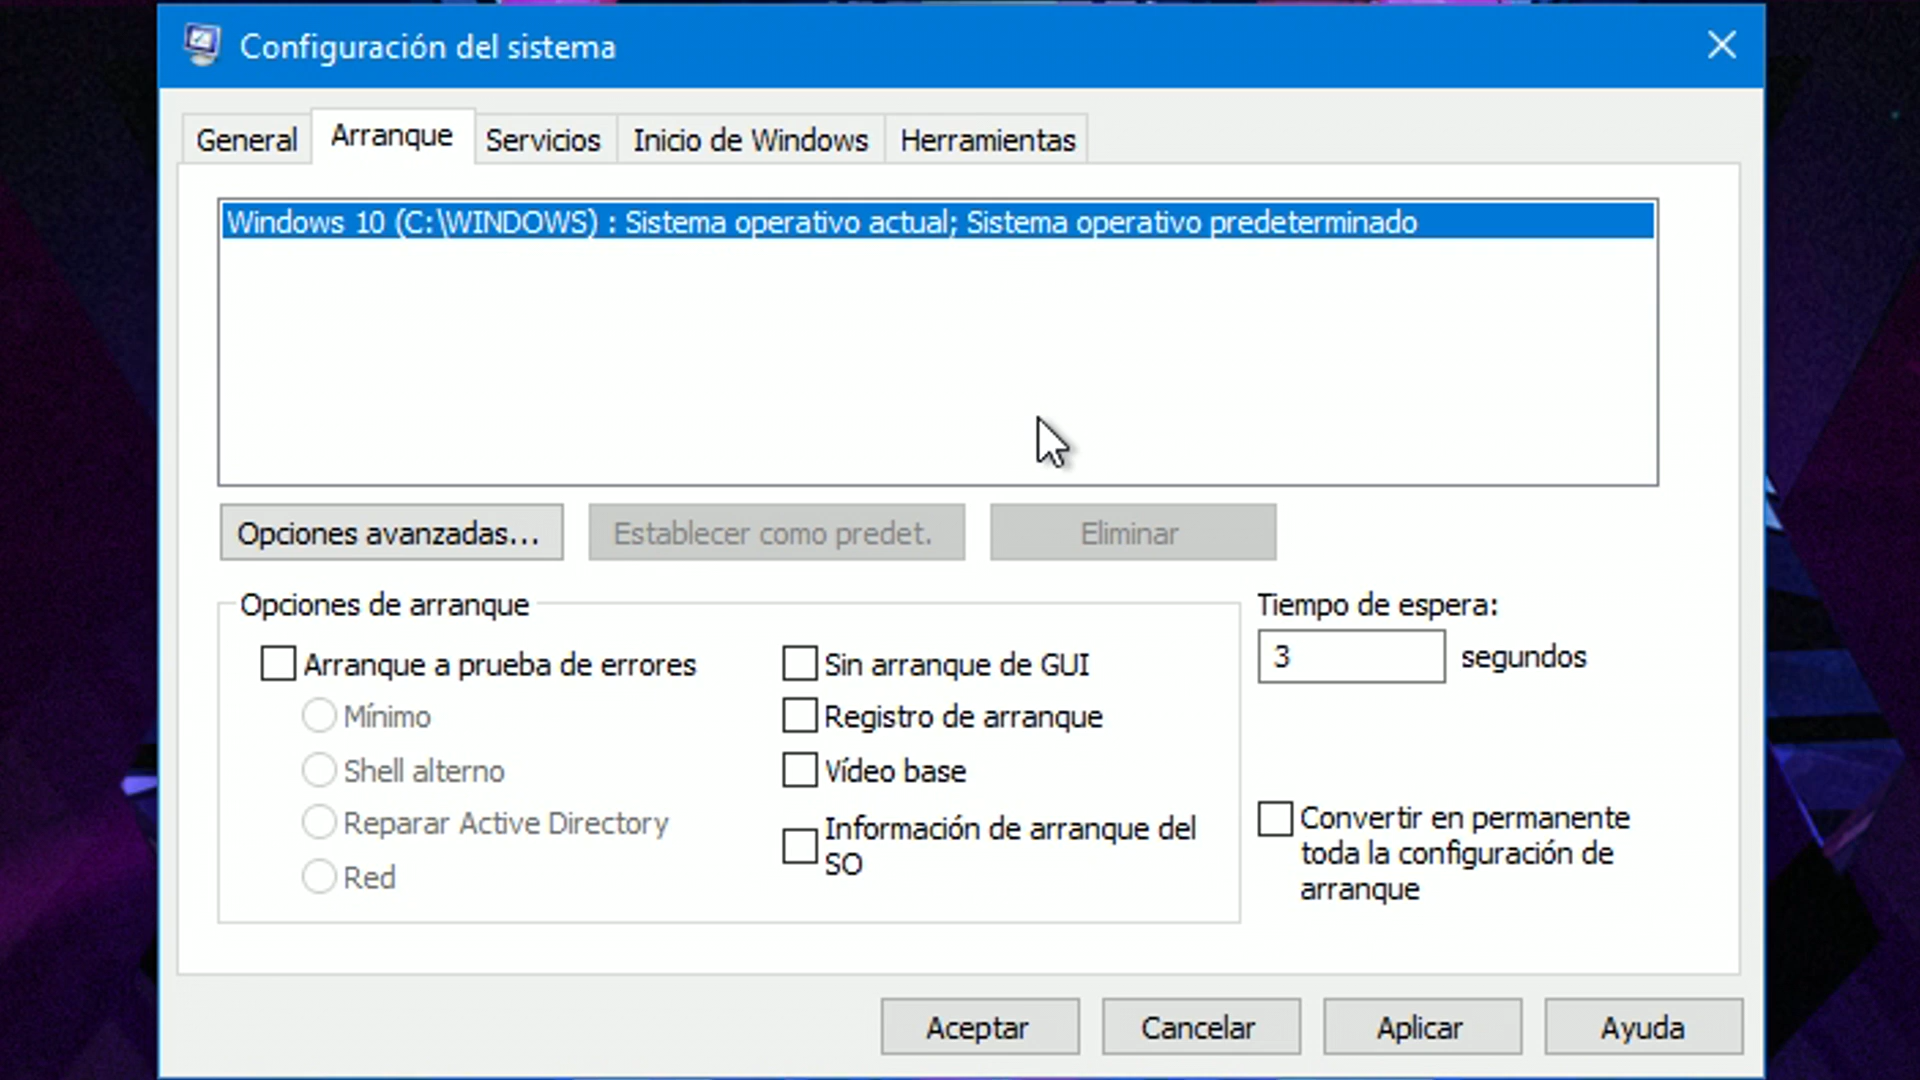 Configuración del sistema
General Arranque Servicios Inicio de Windows Herramientas
Windows 10 (C:\WINDOWS) : Sistema operativo actual; Sistema operativo predeterminado
Opciones avanzadas... Establecer como predet. Eliminar
Opciones de arranque
Arranque a prueba de errores
Mínimo
Shell alterno
Reparar Active Directory
Red
Sin arranque de GUI
Registro de arranque
Vídeo base
Información de arranque del
SO
Tiempo de espera:
3 segundos
Convertir en permanente
toda la configuración de
arranque
Aceptar Cancelar Aplicar Ayuda